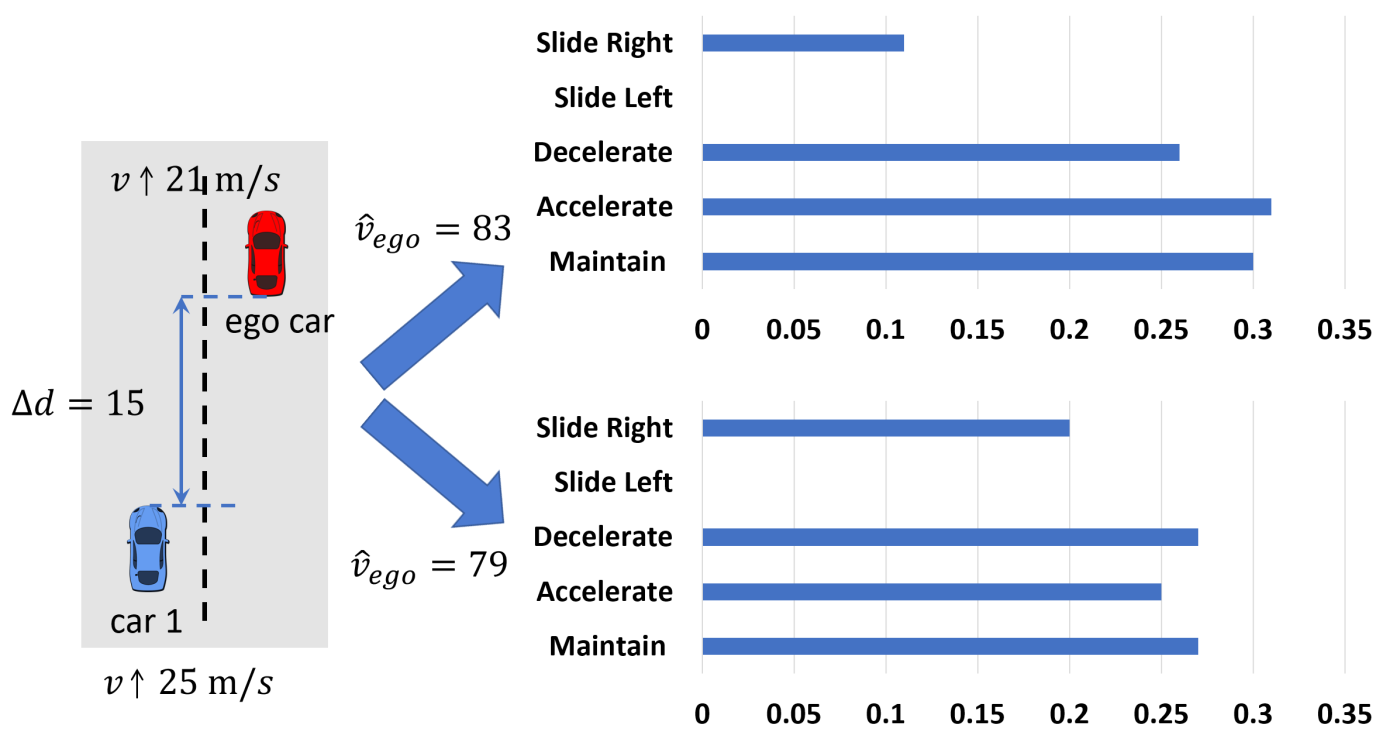 v ↑ 21 m/s
ego car
Δd = 15
car 1
v ↑ 25 m/s
v̂ego = 83
v̂ego = 79
Slide Right
Slide Left
Decelerate
Accelerate
Maintain
0 0.05 0.1 0.15 0.2 0.25 0.3 0.35
Slide Right
Slide Left
Decelerate
Accelerate
Maintain
0 0.05 0.1 0.15 0.2 0.25 0.3 0.35